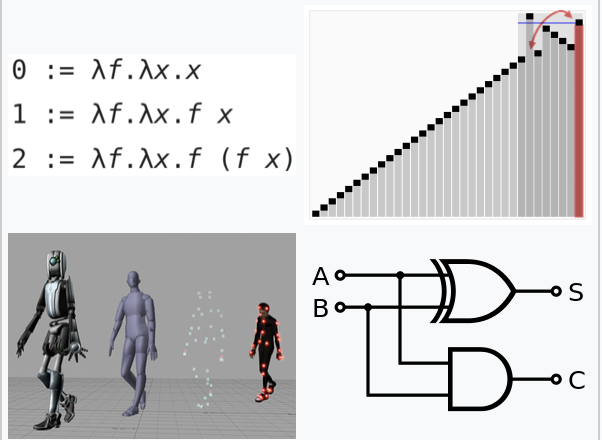 0 := λf.λx.x
1 := λf.λx.f x
2 := λf.λx.f (f x)
A
B
S
C